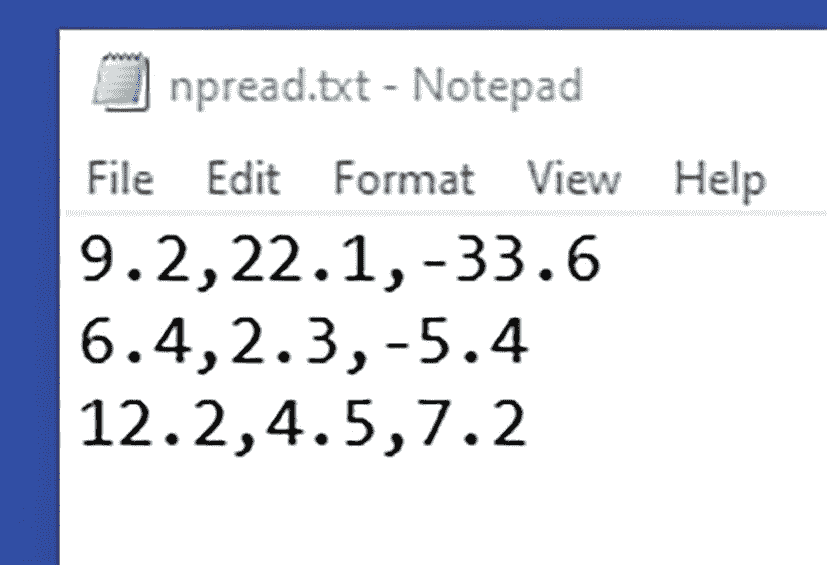 npread.txt - Notepad
File Edit Format View Help
9.2,22.1,-33.6
6.4,2.3,-5.4
12.2,4.5,7.2